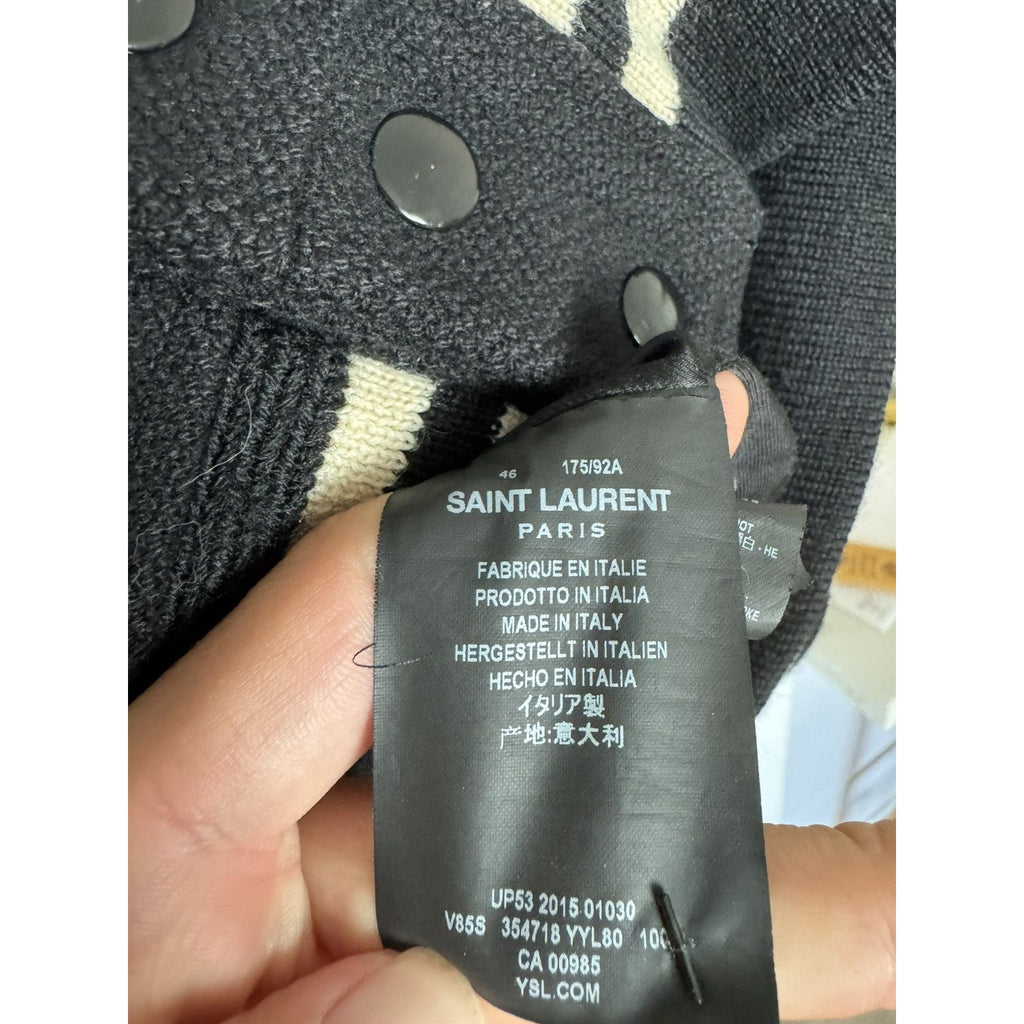 46 175/92A
SAINT LAURENT
PARIS
FABRIQUE EN ITALIE
PRODOTTO IN ITALIA
MADE IN ITALY
HERGESTELLT IN ITALIEN
HECHO EN ITALIA
イタリア製
产地:意大利
UP53 2015 01030
V85S 354718 YYL80
CA 00985
YSL.COM
白・HE